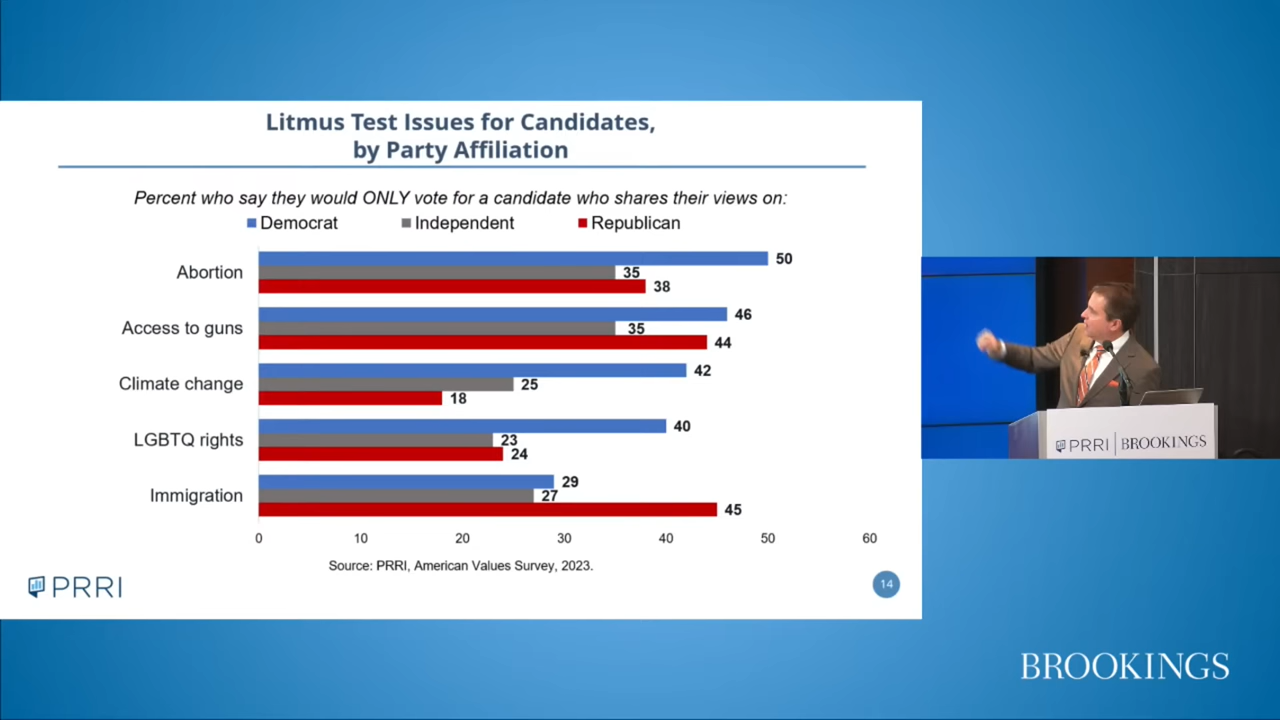 Litmus Test Issues for Candidates,
by Party Affiliation
Percent who say they would ONLY vote for a candidate who shares their views on:
Democrat Independent Republican
Abortion 50 35 38
Access to guns 46 35 44
Climate change 42 25 18
LGBTQ rights 40 23 24
Immigration 29 27 45
0 10 20 30 40 50 60
Source: PRRI, American Values Survey, 2023.
PRRI
14
PRRI | BROOKINGS
BROOKINGS